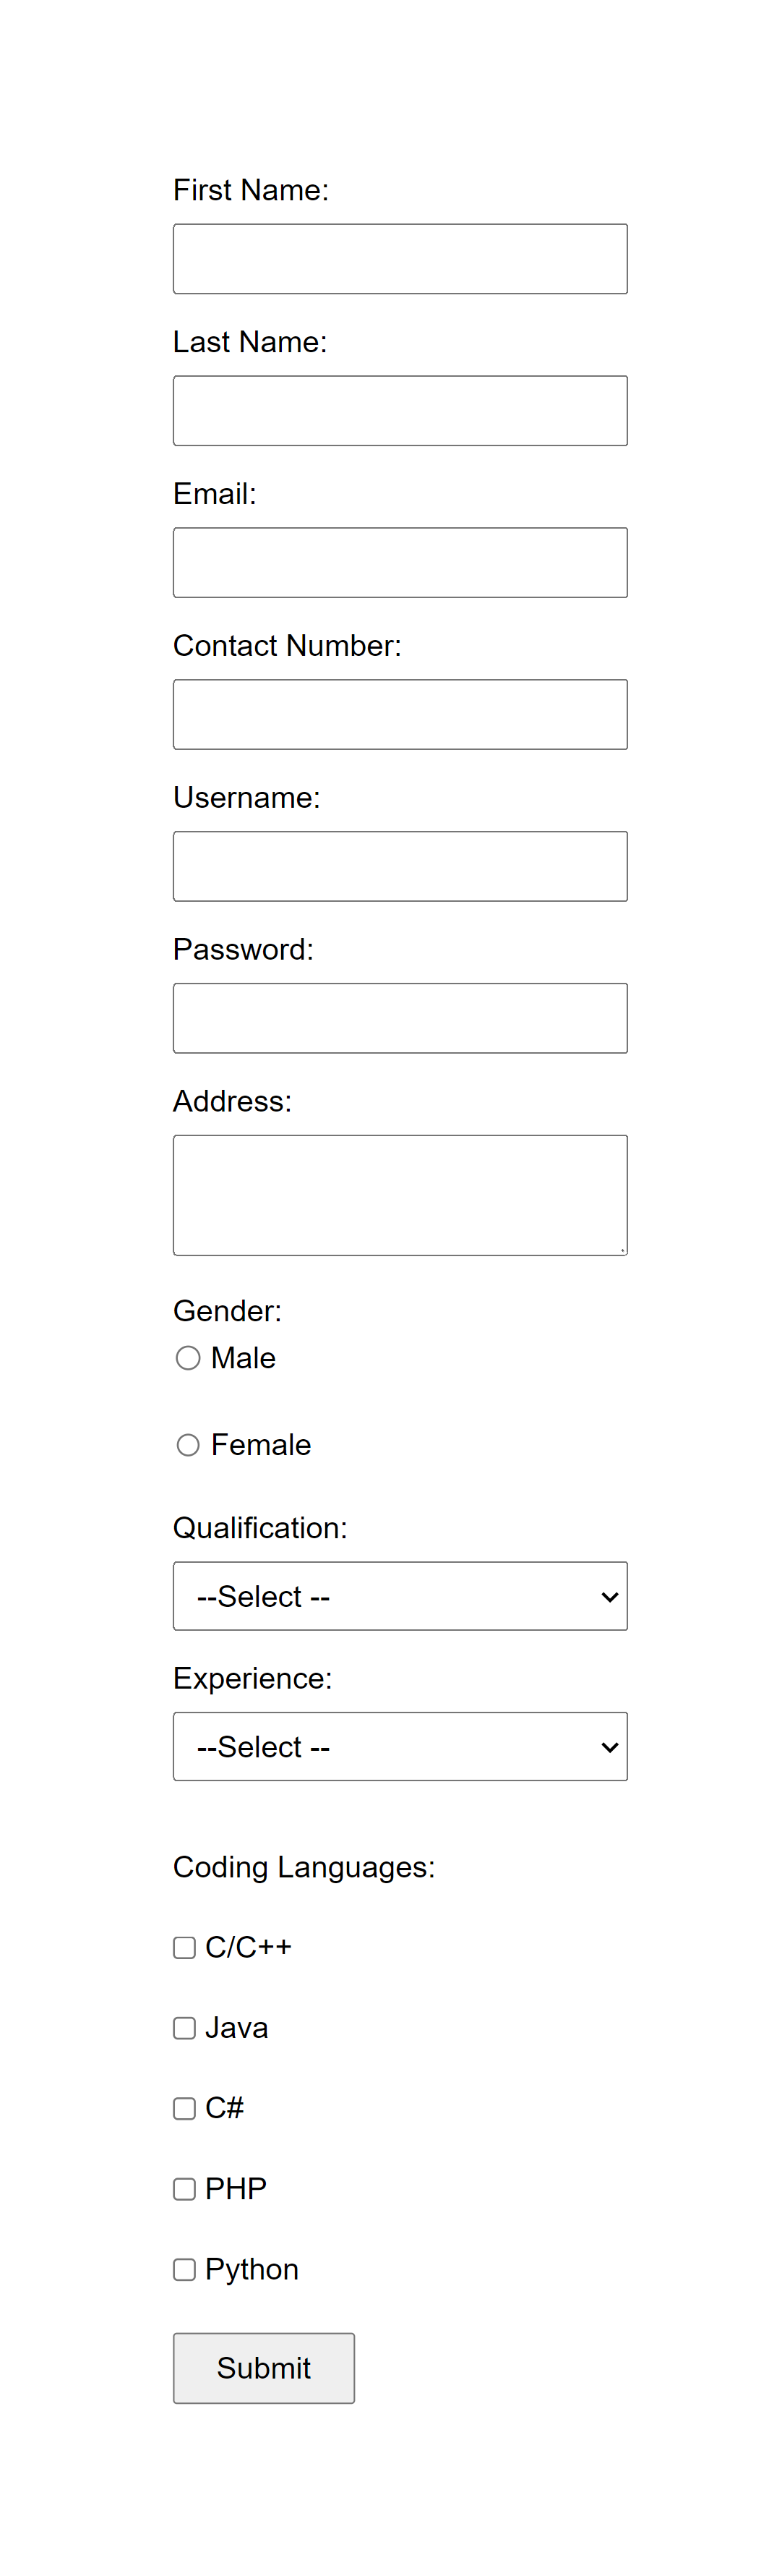 First Name:
Last Name:
Email:
Contact Number:
Username:
Password:
Address:
Gender:
Male
Female
Qualification:
--Select --
Experience:
--Select --
Coding Languages:
C/C++
Java
C#
PHP
Python
Submit